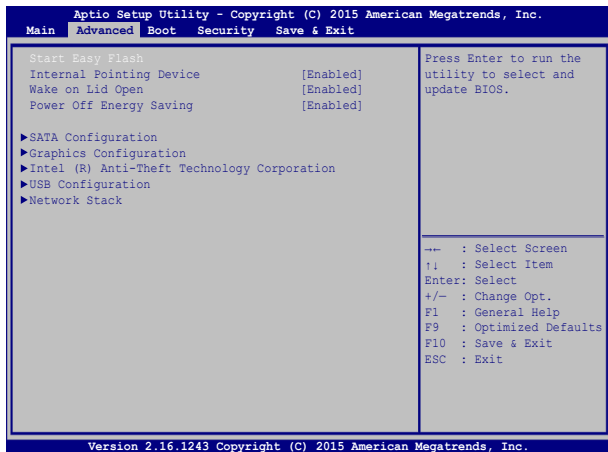 Aptio Setup Utility - Copyright (C) 2015 American Megatrends, Inc.
Main Advanced Boot Security Save & Exit
Start Easy Flash
Internal Pointing Device [Enabled]
Wake on Lid Open [Enabled]
Power Off Energy Saving [Enabled]
▶SATA Configuration
▶Graphics Configuration
▶Intel (R) Anti-Theft Technology Corporation
▶USB Configuration
▶Network Stack
Press Enter to run the
utility to select and
update BIOS.
→← : Select Screen
↑↓ : Select Item
Enter: Select
+/— : Change Opt.
F1 : General Help
F9 : Optimized Defaults
F10 : Save & Exit
ESC : Exit
Version 2.16.1243 Copyright (C) 2015 American Megatrends, Inc.